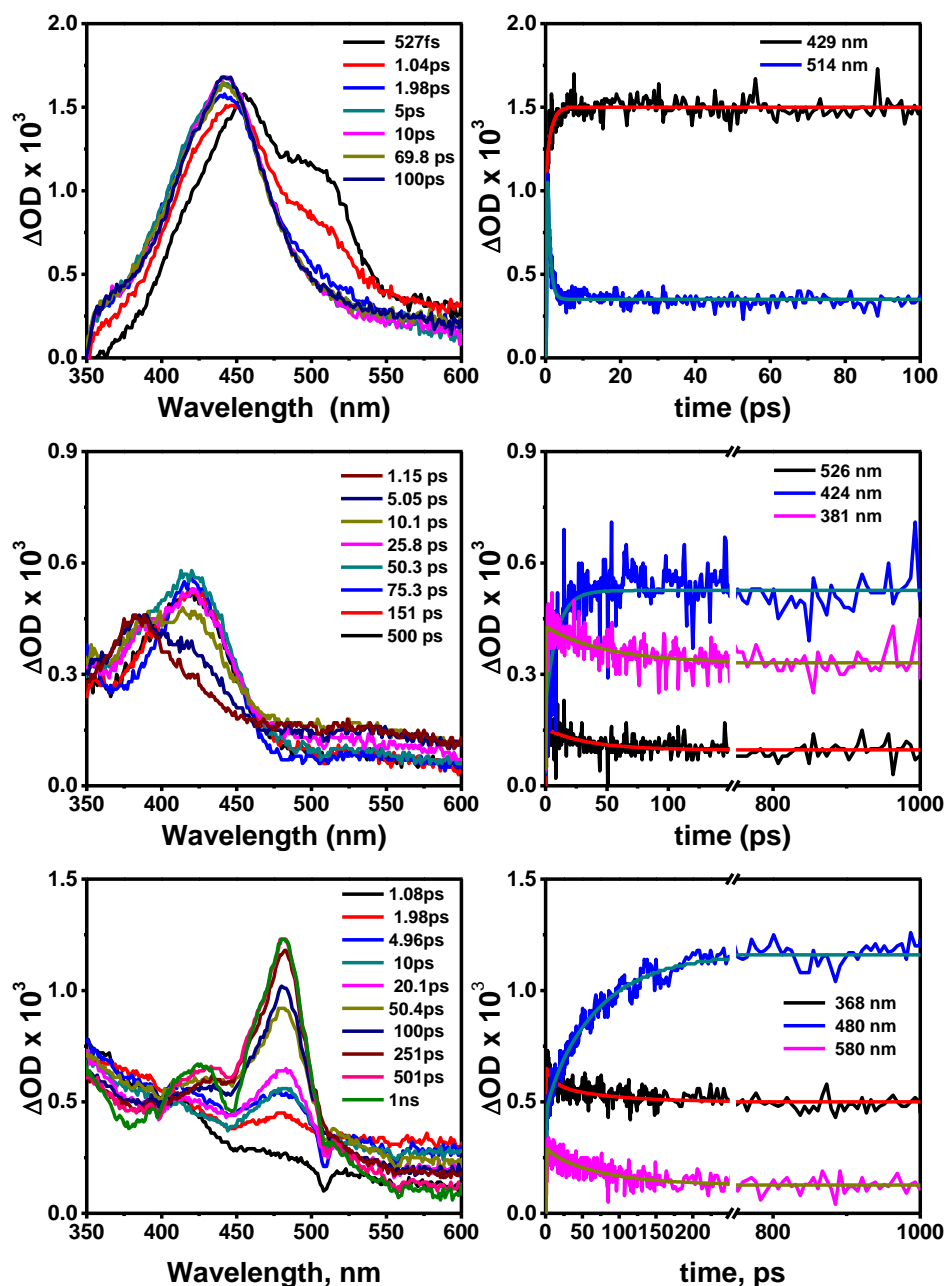 2.0
1.5
1.0
0.5
0.0
ΔOD x 10³
527fs
1.04ps
1.98ps
5ps
10ps
69.8 ps
100ps
350 400 450 500 550 600
Wavelength (nm)
2.0
1.5
1.0
0.5
0.0
ΔOD x 10³
429 nm
514 nm
0 20 40 60 80 100
time (ps)
0.9
0.6
0.3
0.0
ΔOD x 10³
1.15 ps
5.05 ps
10.1 ps
25.8 ps
50.3 ps
75.3 ps
151 ps
500 ps
350 400 450 500 550 600
Wavelength (nm)
0.9
0.6
0.3
0.0
ΔOD x 10³
526 nm
424 nm
381 nm
0 50 100 800 1000
time (ps)
1.5
1.0
0.5
0.0
ΔOD x 10³
1.08ps
1.98ps
4.96ps
10ps
20.1ps
50.4ps
100ps
251ps
501ps
1ns
350 400 450 500 550 600
Wavelength, nm
1.5
1.0
0.5
0.0
ΔOD x 10³
368 nm
480 nm
580 nm
0 50 100 150 200 800 1000
time, ps